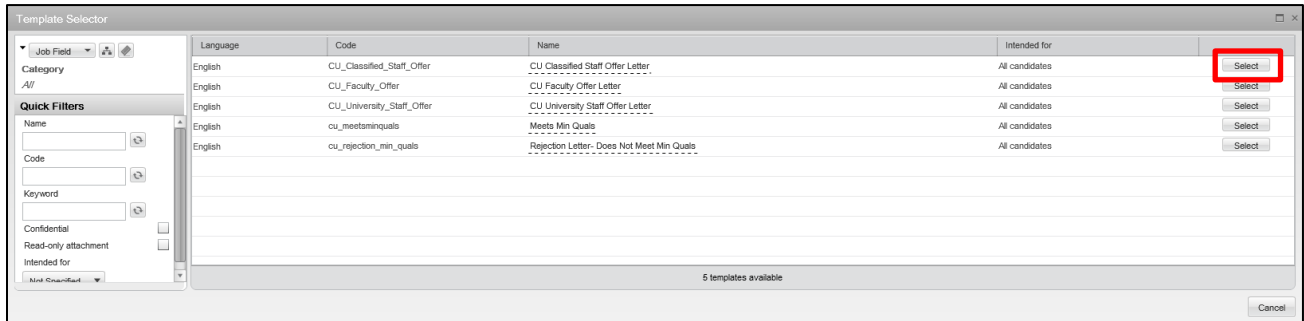 Template Selector
Job Field
Category
All
Quick Filters
Name
Code
Keyword
Confidential
Read-only attachment
Intended for
Not Specified
Language Code Name Intended for
English CU_Classified_Staff_Offer CU Classified Staff Offer Letter All candidates Select
English CU_Faculty_Offer CU Faculty Offer Letter All candidates Select
English CU_University_Staff_Offer CU University Staff Offer Letter All candidates Select
English cu_meetsminquals Meets Min Quals All candidates Select
English cu_rejection_min_quals Rejection Letter- Does Not Meet Min Quals All candidates Select
5 templates available
Cancel